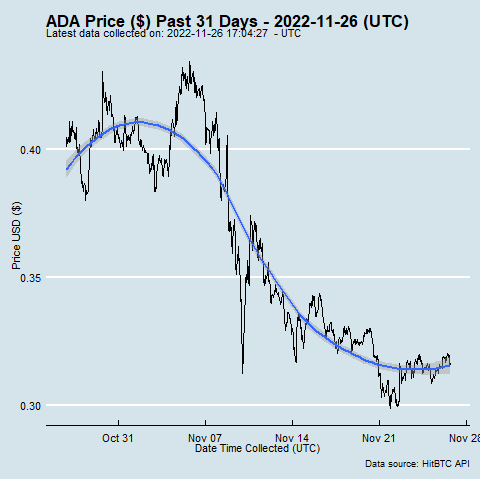 ADA Price ($) Past 31 Days - 2022-11-26 (UTC)
Latest data collected on: 2022-11-26 17:04:27 - UTC
Price USD ($)
0.40
0.35
0.30
Oct 31 Nov 07 Nov 14 Nov 21 Nov 28
Date Time Collected (UTC)
Data source: HitBTC API